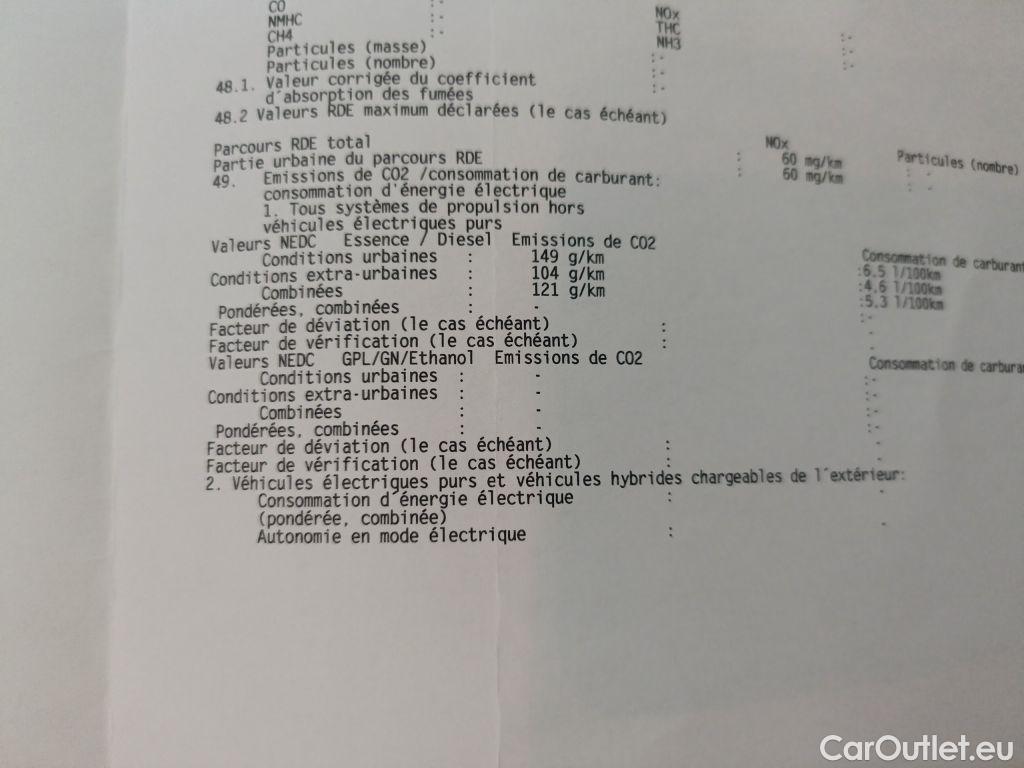 CO :- NOx
NMHC THC
CH4 :- NH3 :-
Particules (masse) :- :-
Particules (nombre) :-
48.1. Valeur corrigée du coefficient :-
d'absorption des fumées
48.2 Valeurs RDE maximum déclarées (le cas échéant)
NOx Particules (nombre)
Parcours RDE total : 60 mg/km : -
Partie urbaine du parcours RDE : 60 mg/km : -
49. Emissions de CO2 /consommation de carburant:
consommation d'énergie électrique
1. Tous systèmes de propulsion hors
véhicules électriques purs
Valeurs NEDC Essence / Diesel Emissions de CO2 Consommation de carburant
Conditions urbaines : 149 g/km :6.5 l/100km
Conditions extra-urbaines : 104 g/km :4.6 l/100km
Combinées : 121 g/km :5.3 l/100km
Pondérées, combinées : - :-
Facteur de déviation (le cas échéant) : -
Facteur de vérification (le cas échéant) : -
Valeurs NEDC GPL/GN/Ethanol Emissions de CO2 Consommation de carbura
Conditions urbaines : - :-
Conditions extra-urbaines : - :-
Combinées : - :-
Pondérées, combinées : - :-
Facteur de déviation (le cas échéant) : -
Facteur de vérification (le cas échéant) : -
2. Véhicules électriques purs et véhicules hybrides chargeables de l'extérieur:
Consommation d'énergie électrique : -
(pondérée, combinée)
Autonomie en mode électrique : -
CarOutlet.eu